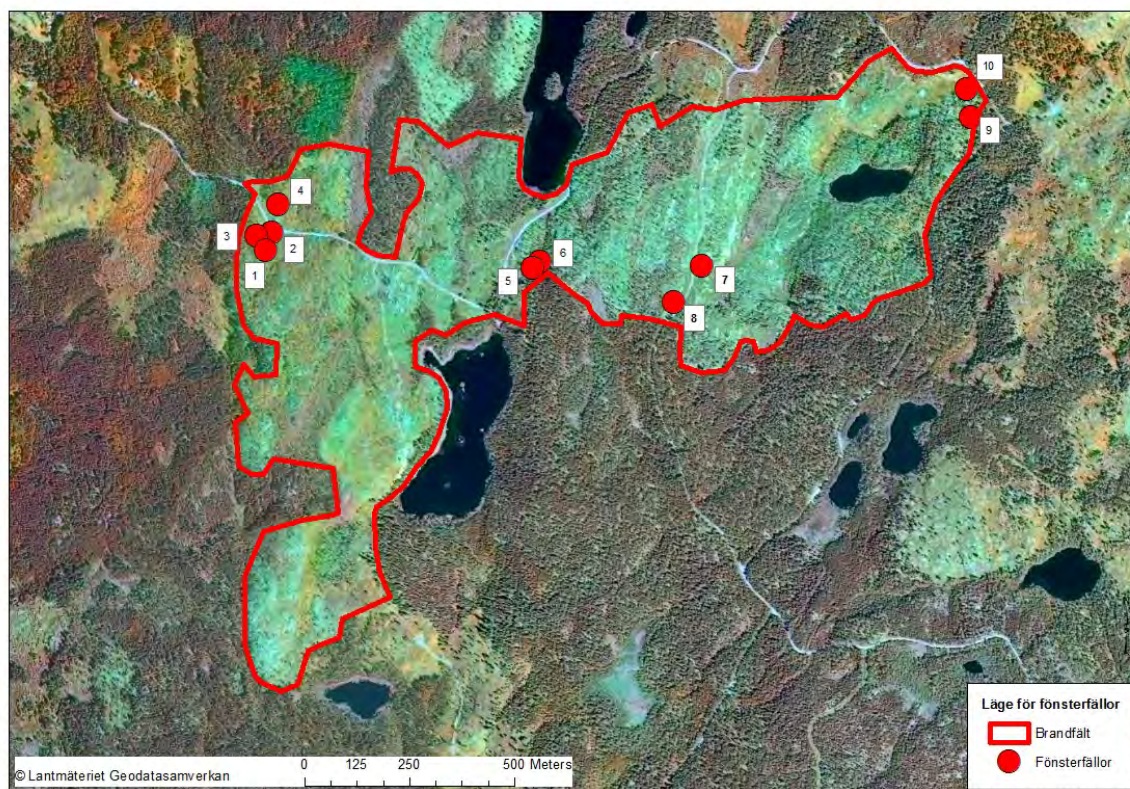 10
9
4
3
2
1
6
5
7
8
Läge för fönsterfällor
Brandfält
Fönsterfällor
© Lantmäteriet Geodatasamverkan
0 125 250 500 Meters